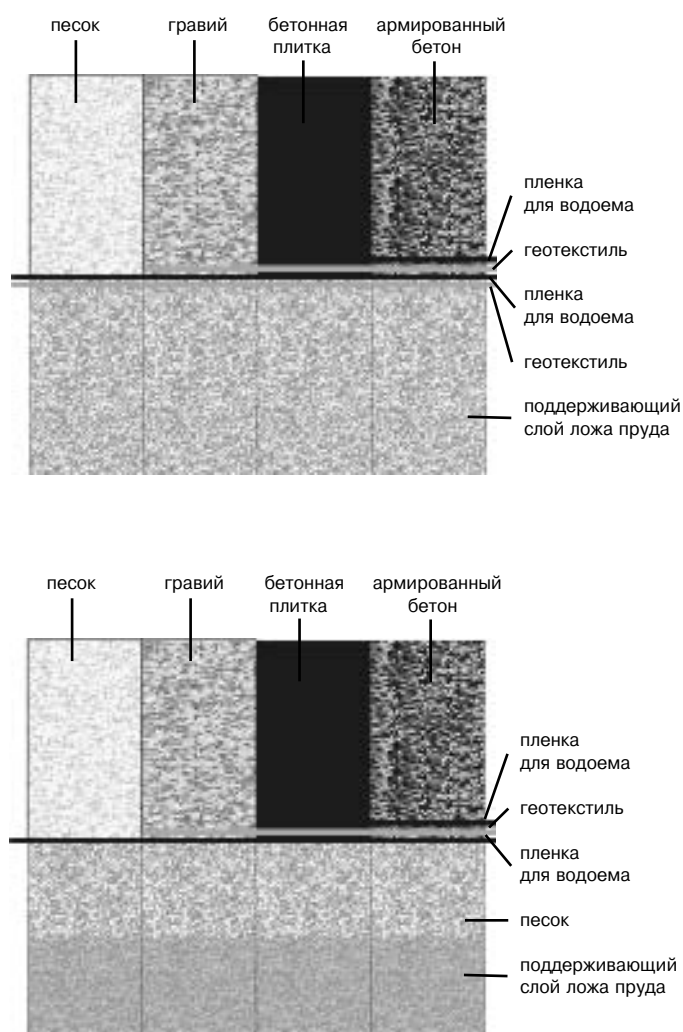 песок
гравий
бетонная
плитка
армированный
бетон
пленка
для водоема
геотекстиль
пленка
для водоема
геотекстиль
поддерживающий
слой ложа пруда
песок
гравий
бетонная
плитка
армированный
бетон
пленка
для водоема
геотекстиль
пленка
для водоема
песок
поддерживающий
слой ложа пруда